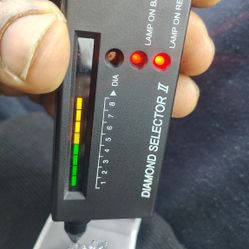 LAMP ON RE
LAMP ON B
DIA
1 2 3 4 5 6 7 8
DIAMOND SELECTOR II